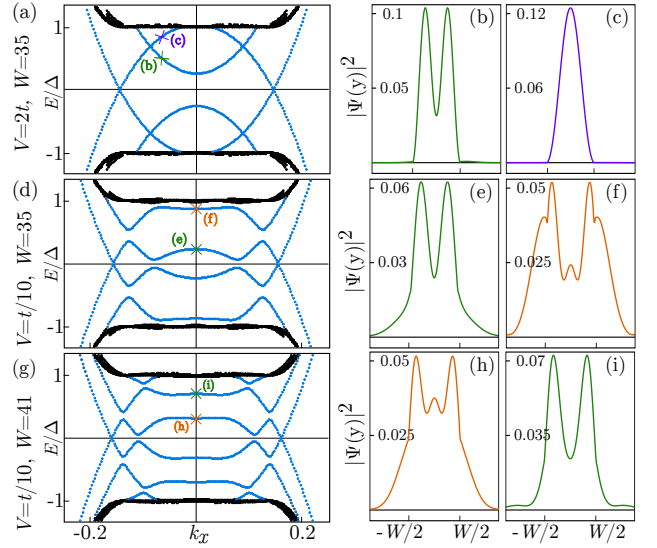 (a)
1
-1
E/Δ
V=2t, W=35
(c)
(b)
(b)
0.1
0.05
|Ψ(y)|²
(c)
0.12
0.06
(d)
1
-1
E/Δ
V=t/10, W=35
(f)
(e)
(e)
0.06
0.03
(f)
0.05
0.025
(g)
1
-1
E/Δ
V=t/10, W=41
(i)
(h)
-0.2
k_x
0.2
(h)
0.05
0.025
|Ψ(y)|²
-W/2
W/2
(i)
0.07
0.035
-W/2
W/2